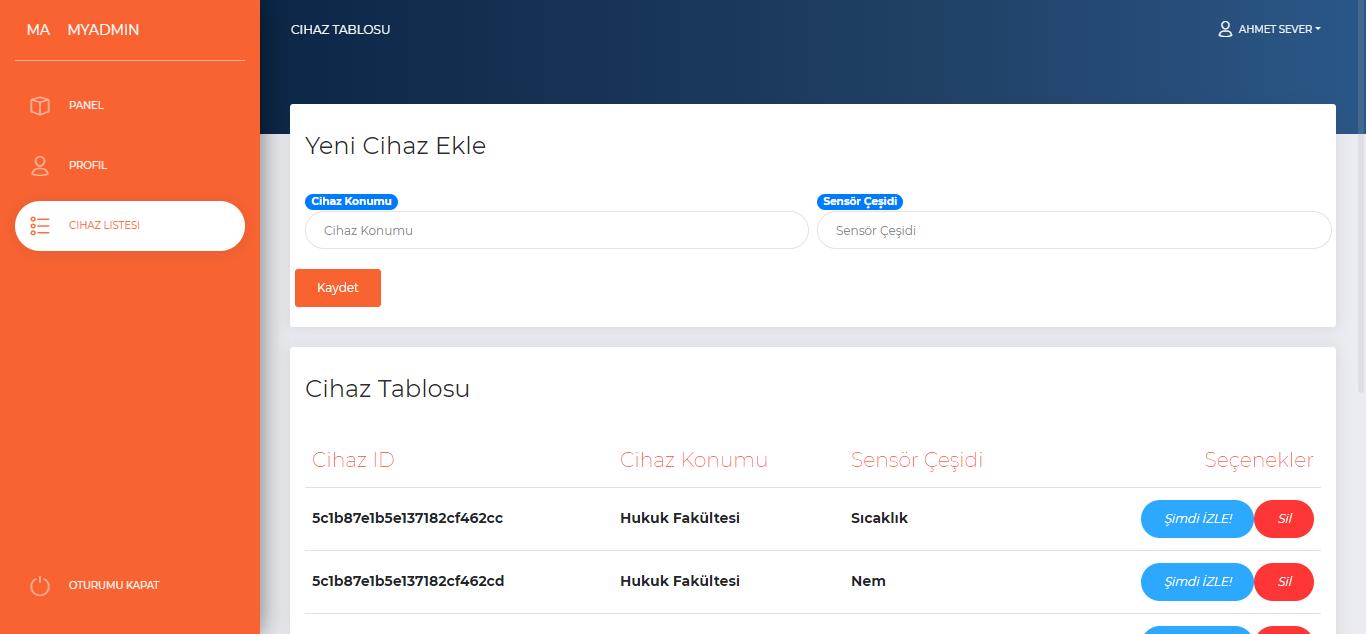 MA MYADMIN
PANEL
PROFIL
CIHAZ LISTESI
OTURUMU KAPAT
CIHAZ TABLOSU
AHMET SEVER
Yeni Cihaz Ekle
Cihaz Konumu Sensör Çeşidi
Cihaz Konumu Sensör Çeşidi
Kaydet
Cihaz Tablosu
Cihaz ID Cihaz Konumu Sensör Çeşidi Seçenekler
5c1b87e1b5e137182cf462cc Hukuk Fakültesi Sıcaklık Şimdi İZLE! Sil
5c1b87e1b5e137182cf462cd Hukuk Fakültesi Nem Şimdi İZLE! Sil